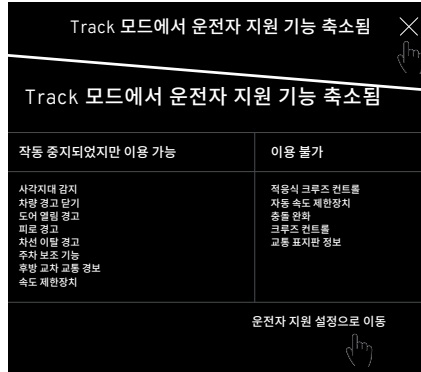 Track 모드에서 운전자 지원 기능 축소됨
Track 모드에서 운전자 지원 기능 축소됨
작동 중지되었지만 이용 가능
사각지대 감지
차량 경고 닫기
도어 열림 경고
피로 경고
차선 이탈 경고
주차 보조 기능
후방 교차 교통 경보
속도 제한장치
이용 불가
적응식 크루즈 컨트롤
자동 속도 제한장치
충돌 완화
크루즈 컨트롤
교통 표지판 정보
운전자 지원 설정으로 이동